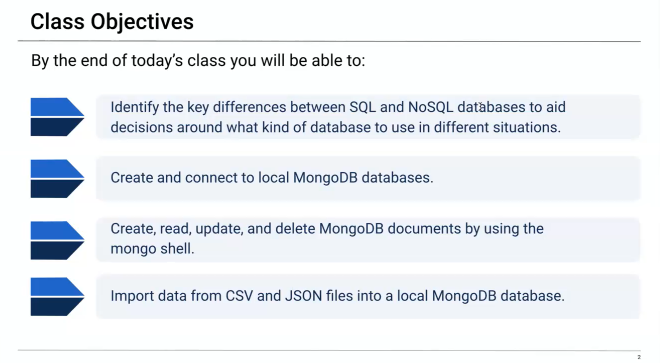 Class Objectives
By the end of today's class you will be able to:
Identify the key differences between SQL and NoSQL databases to aid
decisions around what kind of database to use in different situations.
Create and connect to local MongoDB databases.
Create, read, update, and delete MongoDB documents by using the
mongo shell.
Import data from CSV and JSON files into a local MongoDB database.
2